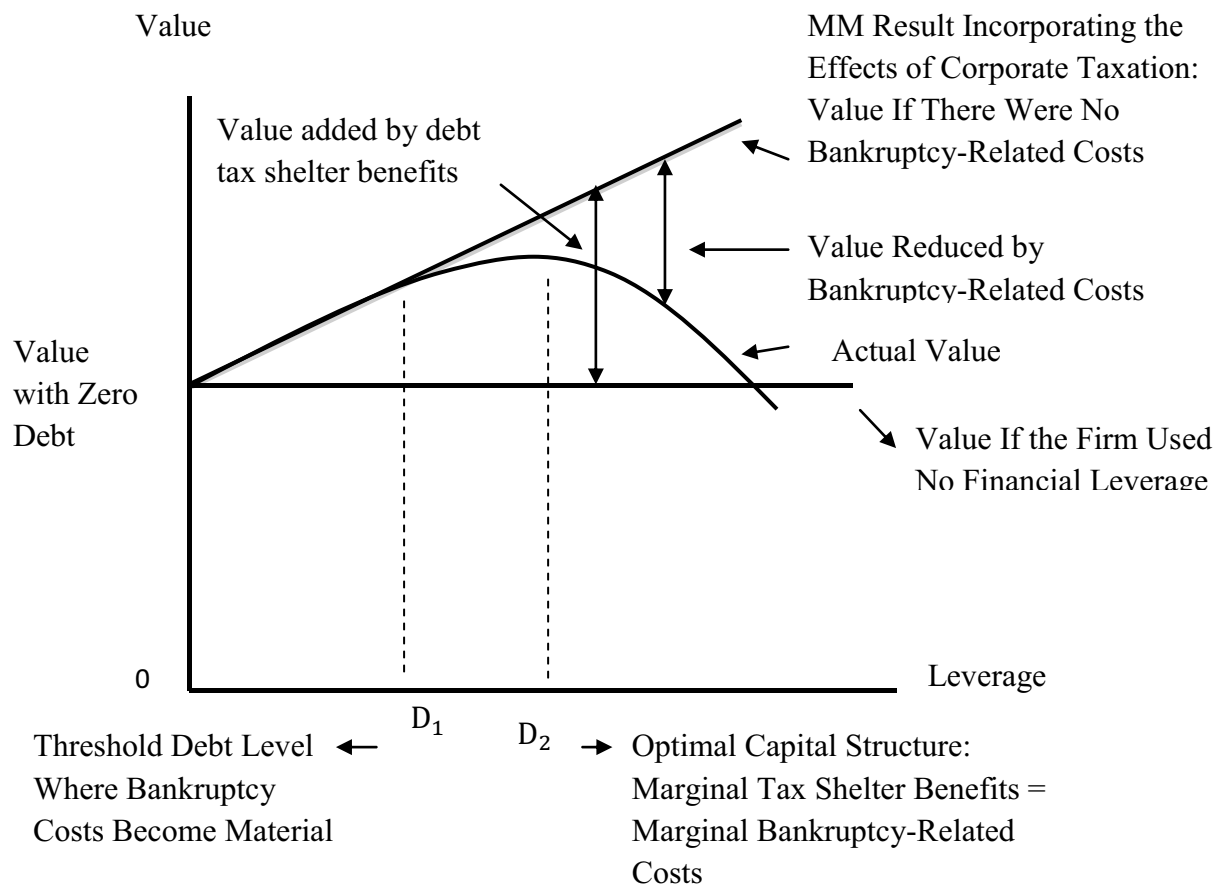 Value
MM Result Incorporating the
Effects of Corporate Taxation:
Value If There Were No
Bankruptcy-Related Costs
Value added by debt
tax shelter benefits
Value Reduced by
Bankruptcy-Related Costs
Actual Value
Value
with Zero
Debt
Value If the Firm Used
No Financial Leverage
0
Leverage
D₁
D₂
Threshold Debt Level
Where Bankruptcy
Costs Become Material
Optimal Capital Structure:
Marginal Tax Shelter Benefits =
Marginal Bankruptcy-Related
Costs